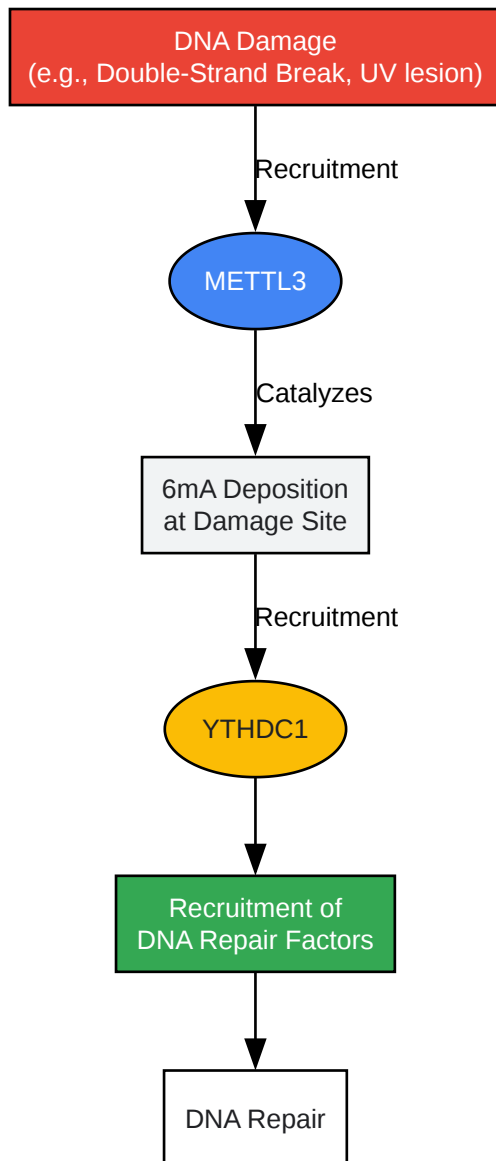 DNA Damage
(e.g., Double-Strand Break, UV lesion)
Recruitment
METTL3
Catalyzes
6mA Deposition
at Damage Site
Recruitment
YTHDC1
Recruitment of
DNA Repair Factors
DNA Repair